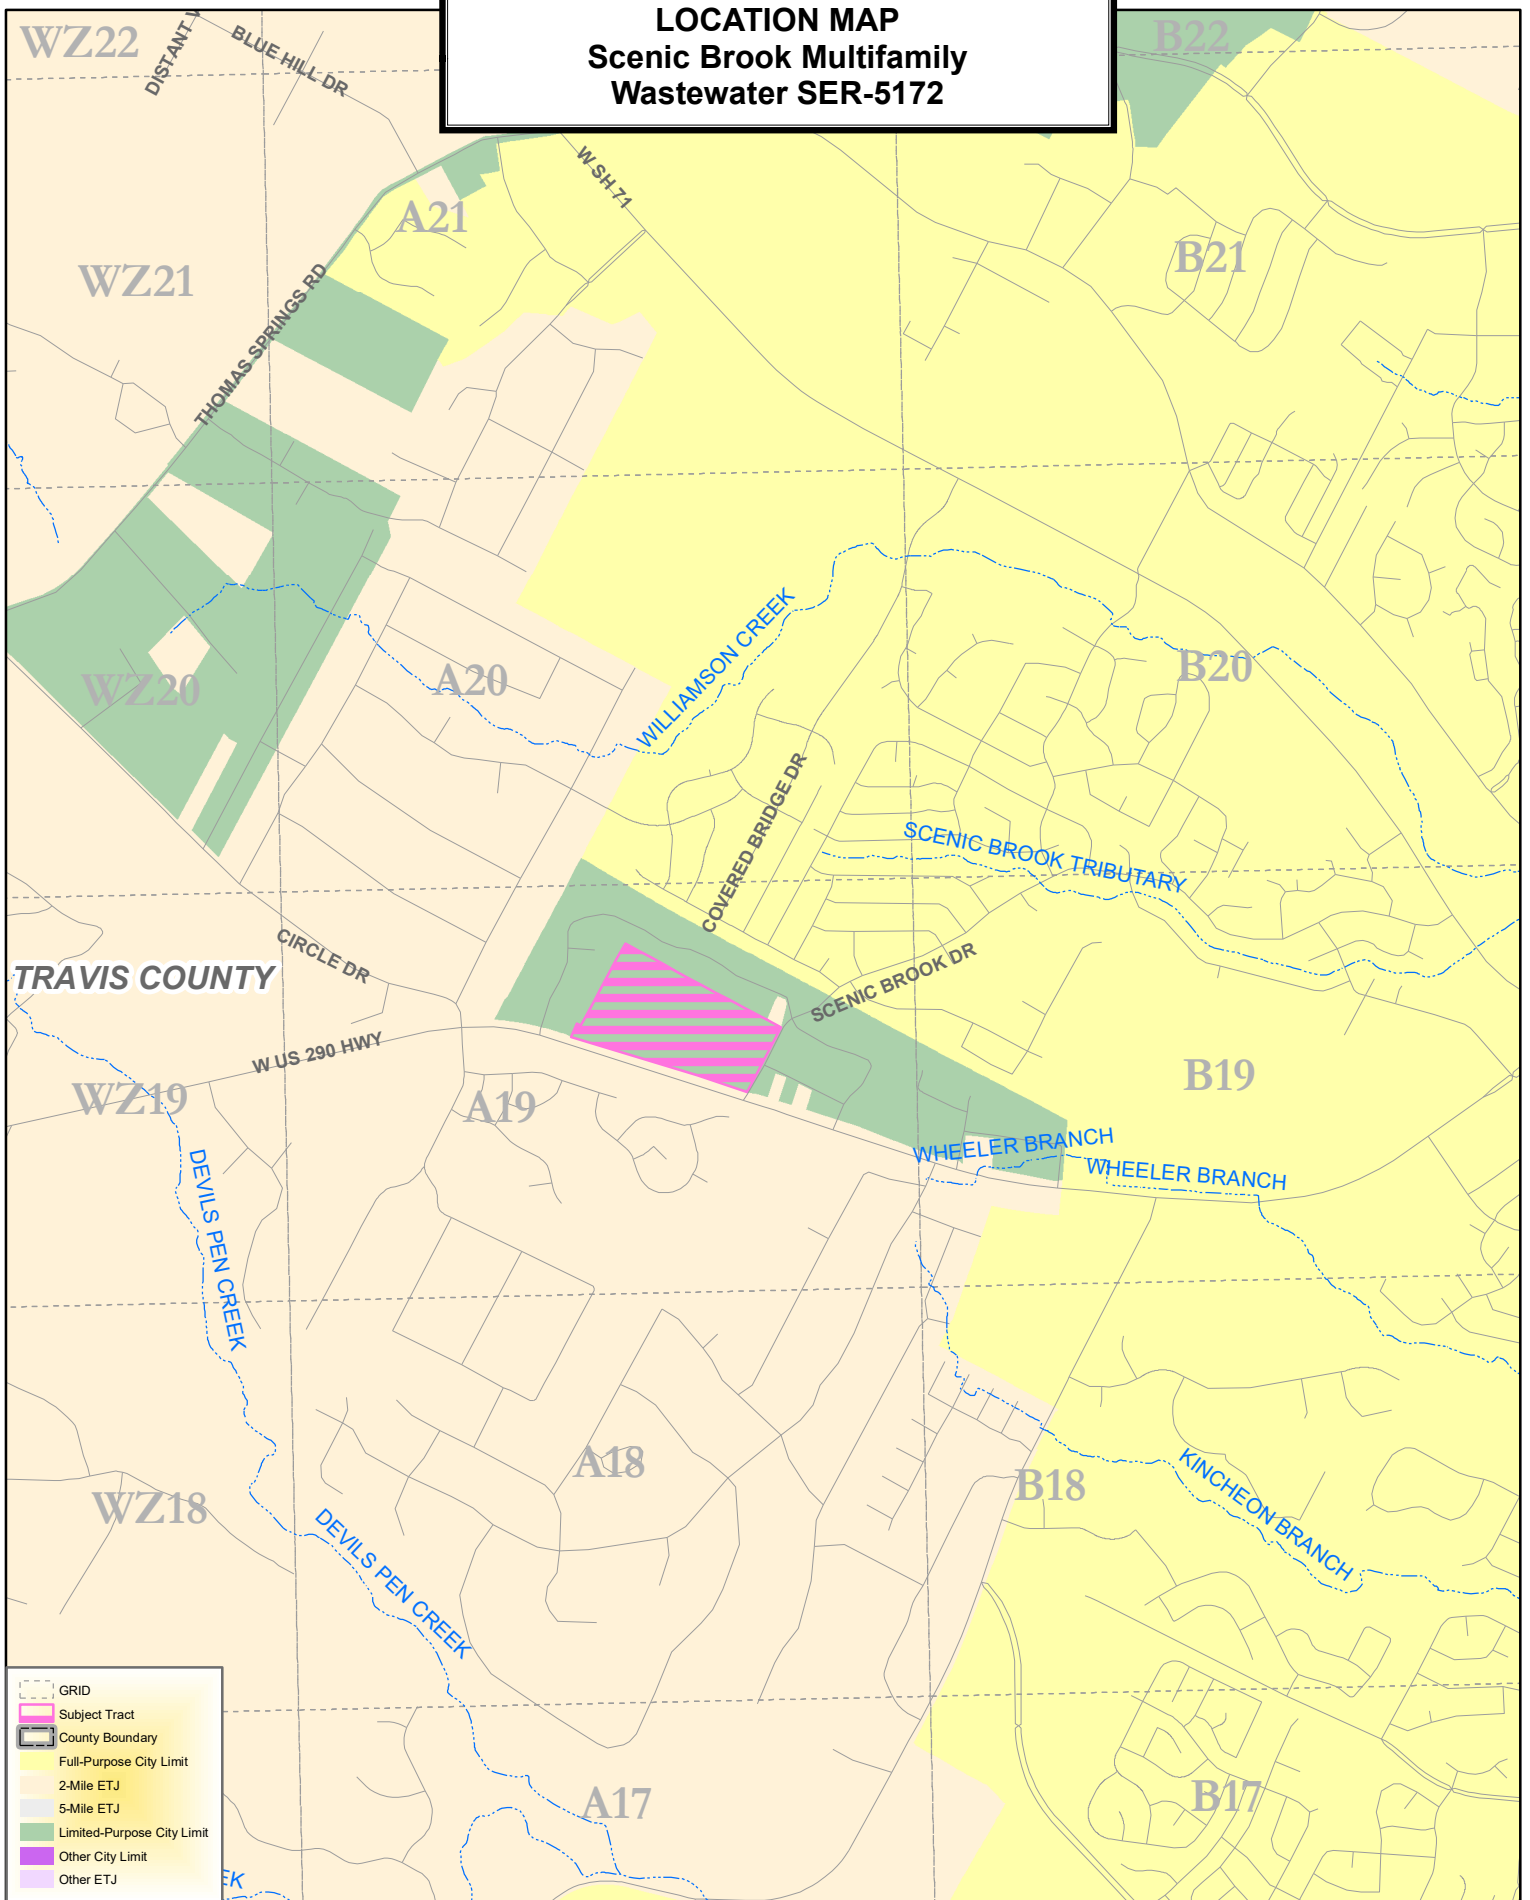 LOCATION MAP
Scenic Brook Multifamily
Wastewater SER-5172
WZ22
DISTANT
BLUE HILL DR
B22
W SH 71
A21
B21
WZ21
THOMAS SPRINGS RD
WILLIAMSON CREEK
A20
B20
WZ20
COVERED BRIDGE DR
SCENIC BROOK TRIBUTARY
CIRCLE DR
TRAVIS COUNTY
SCENIC BROOK DR
W US 290 HWY
B19
WZ19
A19
WHEELER BRANCH
WHEELER BRANCH
DEVILS PEN CREEK
A18
B18
KINCHEON BRANCH
WZ18
DEVILS PEN CREEK
A17
B17
GRID
Subject Tract
County Boundary
Full-Purpose City Limit
2-Mile ETJ
5-Mile ETJ
Limited-Purpose City Limit
Other City Limit
Other ETJ